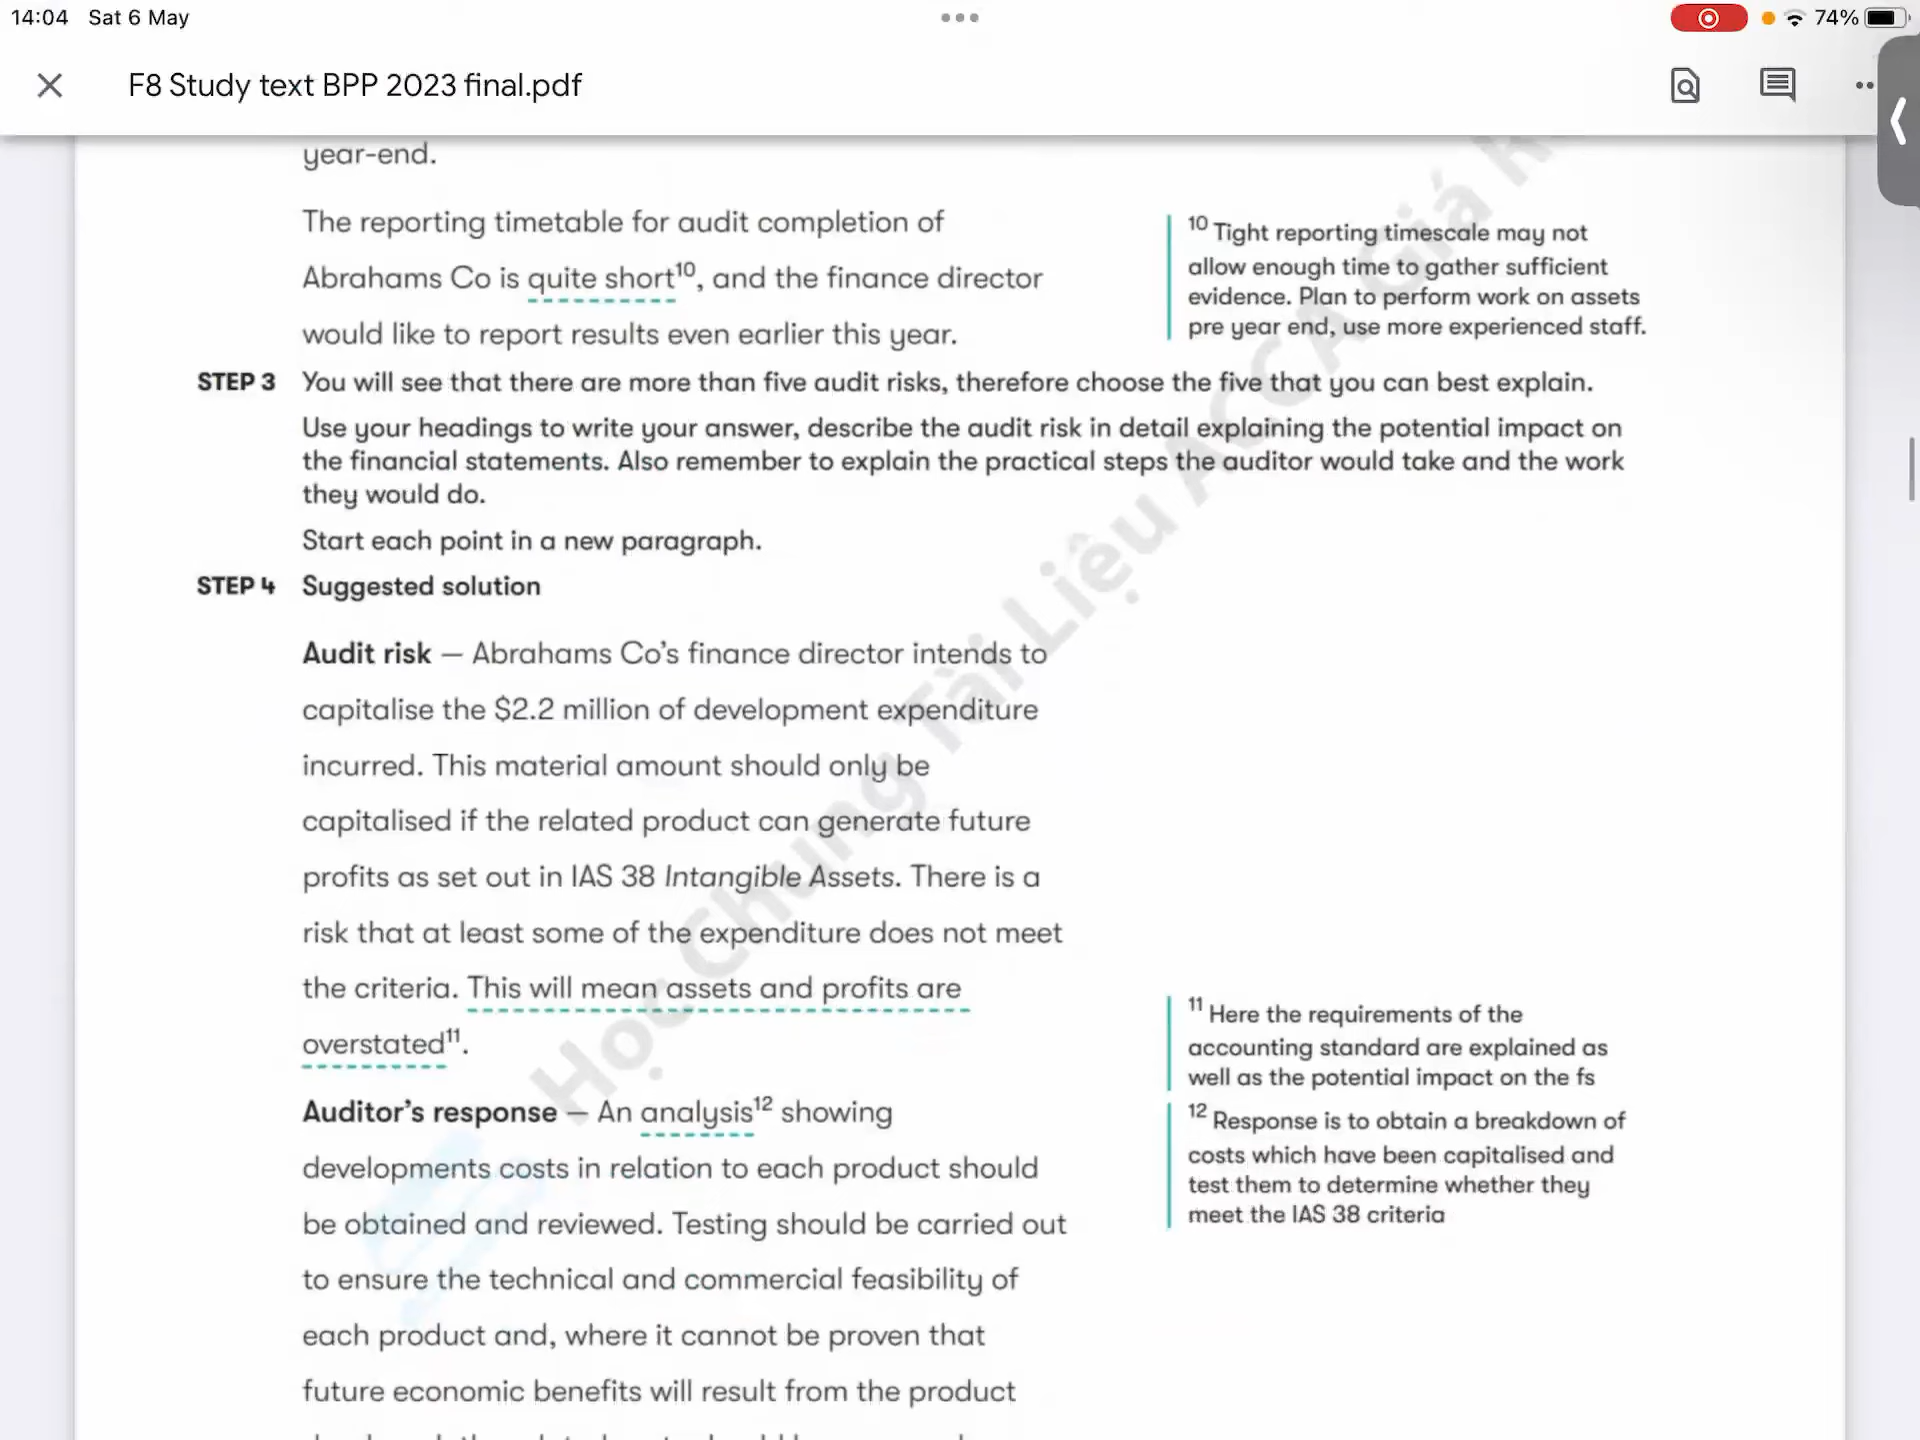 14:04 Sat 6 May
74%
F8 Study text BPP 2023 final.pdf
year-end.
The reporting timetable for audit completion of
Abrahams Co is quite short10, and the finance director
would like to report results even earlier this year.
10 Tight reporting timescale may not
allow enough time to gather sufficient
evidence. Plan to perform work on assets
pre year end, use more experienced staff.
STEP 3 You will see that there are more than five audit risks, therefore choose the five that you can best explain.
Use your headings to write your answer, describe the audit risk in detail explaining the potential impact on
the financial statements. Also remember to explain the practical steps the auditor would take and the work
they would do.
Start each point in a new paragraph.
STEP 4 Suggested solution
Audit risk — Abrahams Co’s finance director intends to
capitalise the $2.2 million of development expenditure
incurred. This material amount should only be
capitalised if the related product can generate future
profits as set out in IAS 38 Intangible Assets. There is a
risk that at least some of the expenditure does not meet
the criteria. This will mean assets and profits are
overstated11.
11 Here the requirements of the
accounting standard are explained as
well as the potential impact on the fs
Auditor’s response — An analysis12 showing
developments costs in relation to each product should
be obtained and reviewed. Testing should be carried out
to ensure the technical and commercial feasibility of
each product and, where it cannot be proven that
future economic benefits will result from the product
12 Response is to obtain a breakdown of
costs which have been capitalised and
test them to determine whether they
meet the IAS 38 criteria
Học Chung Tài Liệu ACCA Giá